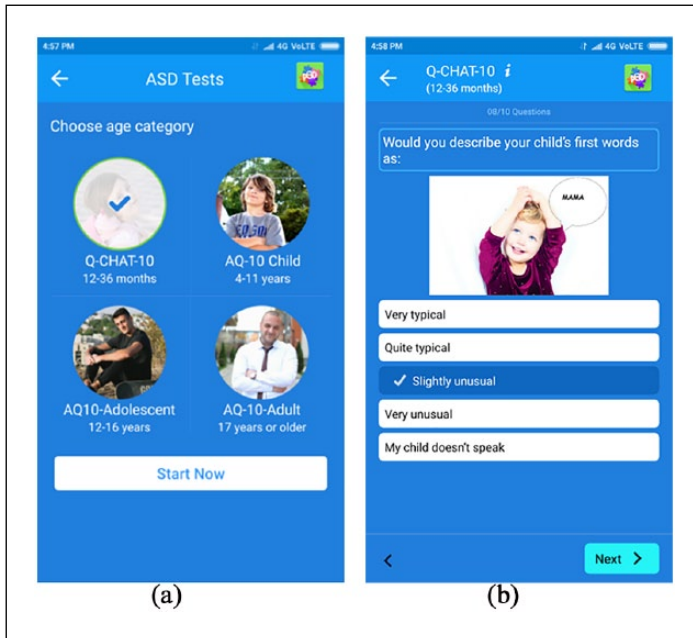 4:57 PM
4G VoLTE
ASD Tests
Choose age category
Q-CHAT-10
12-36 months
AQ-10 Child
4-11 years
AQ10-Adolescent
12-16 years
AQ-10-Adult
17 years or older
Start Now
(a)
4:58 PM
4G VoLTE
Q-CHAT-10 i
(12-36 months)
08/10 Questions
Would you describe your child's first words
as:
MAMA
Very typical
Quite typical
Slightly unusual
Very unusual
My child doesn't speak
Next
(b)